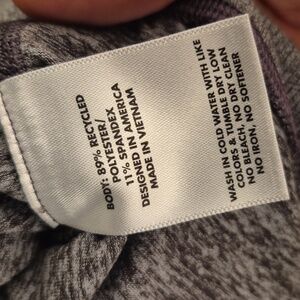 BODY: 89% RECYCLED
POLYESTER/
11% SPANDEX
DESIGNED IN AMERICA
MADE IN VIETNAM
WASH IN COLD WATER WITH LIKE
COLORS & TUMBLE DRY LOW
NO BLEACH, NO DRY CLEAN
NO IRON, NO SOFTENER